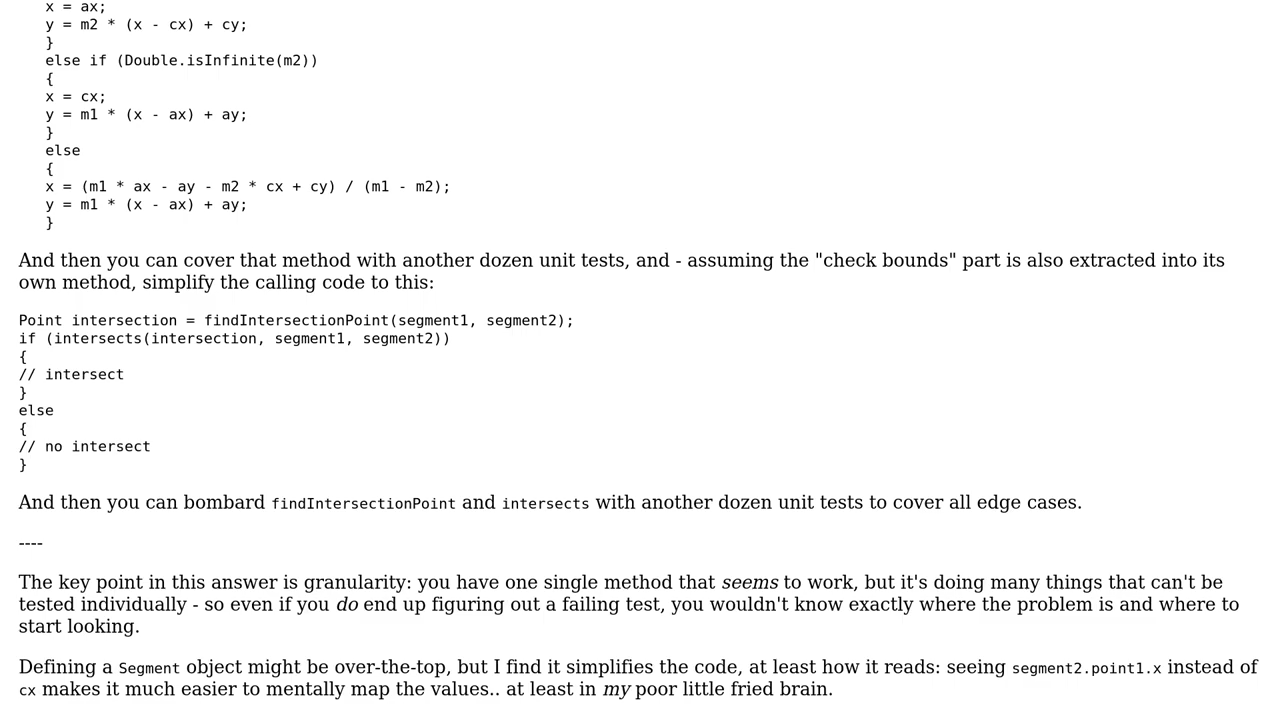 x = ax;
y = m2 * (x - cx) + cy;
}
else if (Double.isInfinite(m2))
{
x = cx;
y = m1 * (x - ax) + ay;
}
else
{
x = (m1 * ax - ay - m2 * cx + cy) / (m1 - m2);
y = m1 * (x - ax) + ay;
}
And then you can cover that method with another dozen unit tests, and - assuming the "check bounds" part is also extracted into its
own method, simplify the calling code to this:
Point intersection = findIntersectionPoint(segment1, segment2);
if (intersects(intersection, segment1, segment2))
{
// intersect
}
else
{
// no intersect
}
And then you can bombard findIntersectionPoint and intersects with another dozen unit tests to cover all edge cases.
----
The key point in this answer is granularity: you have one single method that seems to work, but it's doing many things that can't be
tested individually - so even if you do end up figuring out a failing test, you wouldn't know exactly where the problem is and where to
start looking.
Defining a Segment object might be over-the-top, but I find it simplifies the code, at least how it reads: seeing segment2.point1.x instead of
cx makes it much easier to mentally map the values.. at least in my poor little fried brain.